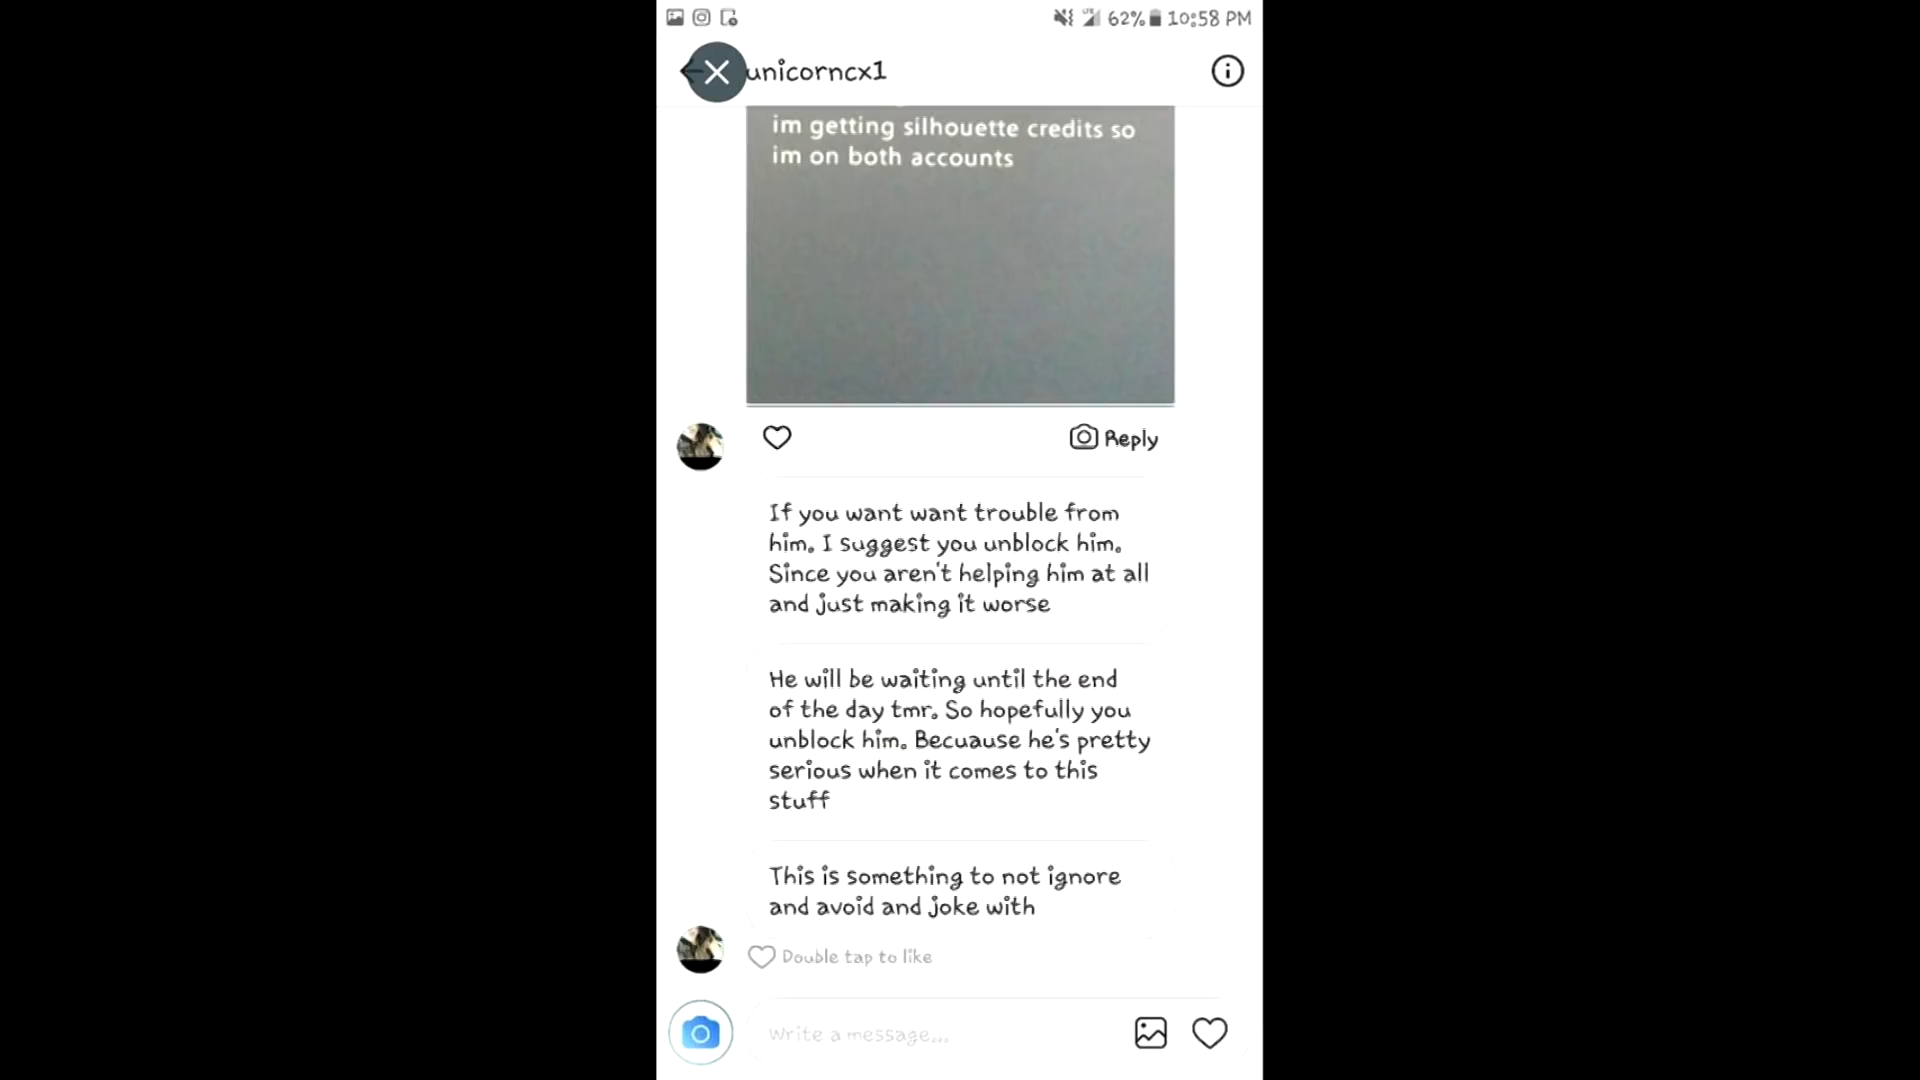 62% 10:58 PM
unicorncx1
im getting silhouette credits so
im on both accounts
Reply
If you want want trouble from
him. I suggest you unblock him.
Since you aren't helping him at all
and just making it worse
He will be waiting until the end
of the day tmr. So hopefully you
unblock him. Becuause he's pretty
serious when it comes to this
stuff
This is something to not ignore
and avoid and joke with
Double tap to like
Write a message...